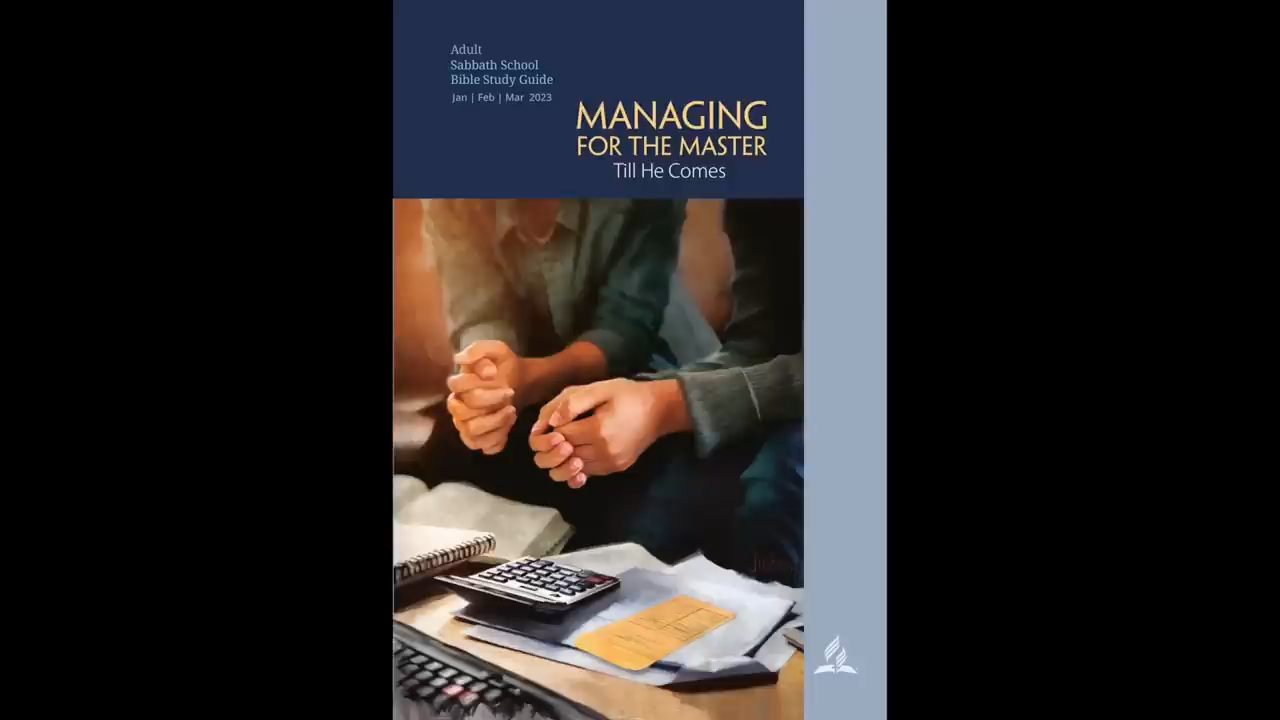 Adult
Sabbath School
Bible Study Guide
Jan | Feb | Mar 2023
MANAGING
FOR THE MASTER
Till He Comes